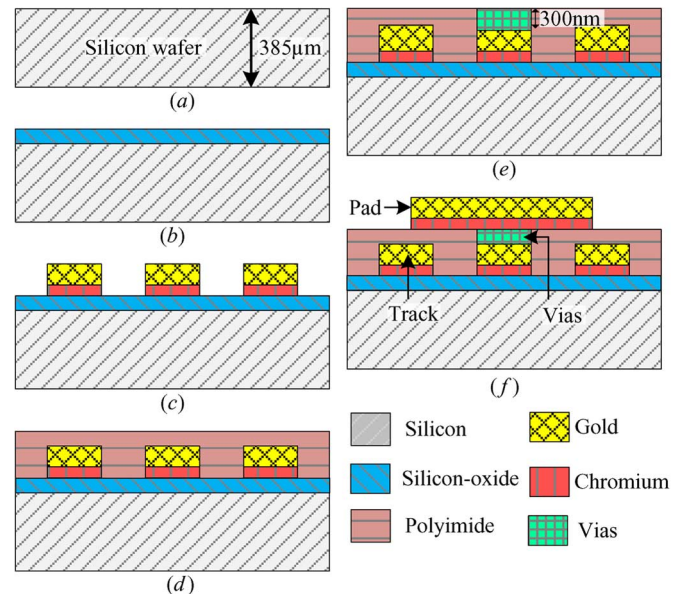 Silicon wafer
385µm
(a)
(b)
(c)
(d)
300nm
(e)
Pad
Track
Vias
(f)
Silicon
Gold
Silicon-oxide
Chromium
Polyimide
Vias